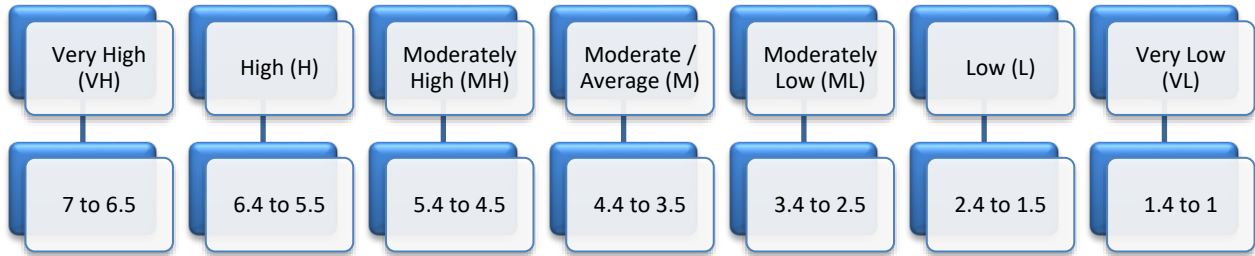 Very High
(VH)
High (H)
Moderately
High (MH)
Moderate /
Average (M)
Moderately
Low (ML)
Low (L)
Very Low
(VL)
7 to 6.5
6.4 to 5.5
5.4 to 4.5
4.4 to 3.5
3.4 to 2.5
2.4 to 1.5
1.4 to 1